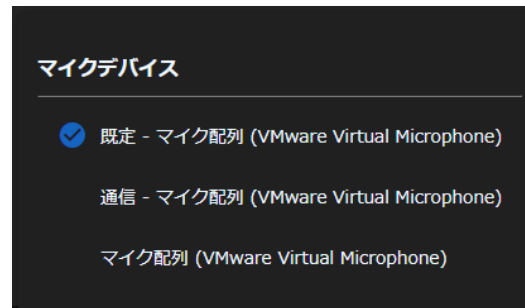 マイクデバイス
既定 - マイク配列 (VMware Virtual Microphone)
通信 - マイク配列 (VMware Virtual Microphone)
マイク配列 (VMware Virtual Microphone)